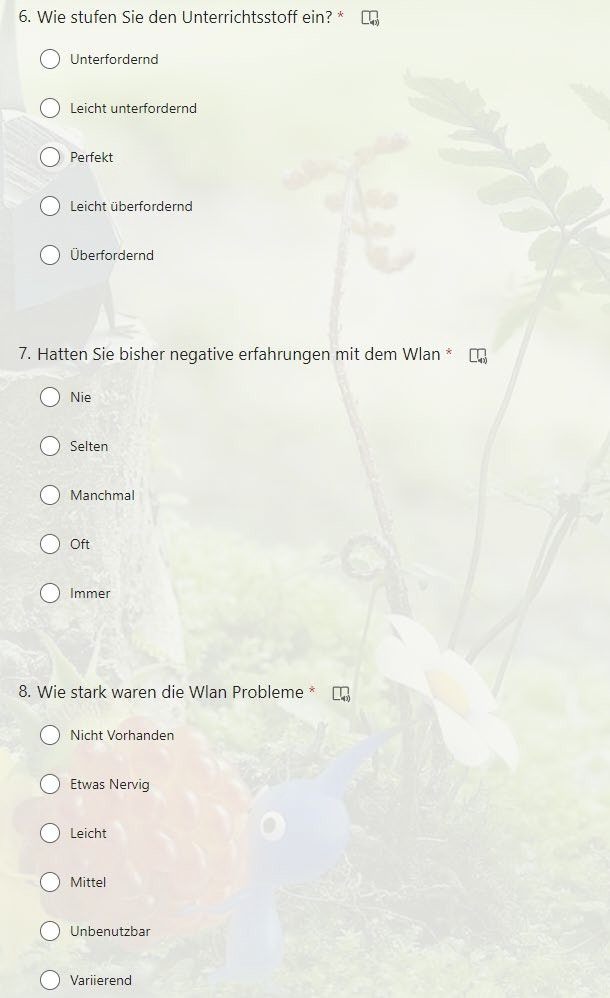 6. Wie stufen Sie den Unterrichtsstoff ein? *
Unterfordernd
Leicht unterfordernd
Perfekt
Leicht überfordernd
Überfordernd
7. Hatten Sie bisher negative erfahrungen mit dem Wlan *
Nie
Selten
Manchmal
Oft
Immer
8. Wie stark waren die Wlan Probleme *
Nicht Vorhanden
Etwas Nervig
Leicht
Mittel
Unbenutzbar
Variierend